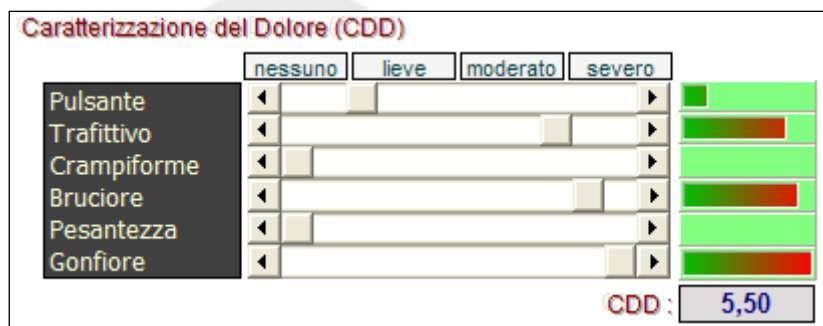 Caratterizzazione del Dolore (CDD)
nessuno lieve moderato severo
Pulsante
Trafittivo
Crampiforme
Bruciore
Pesantezza
Gonfiore
CDD : 5,50